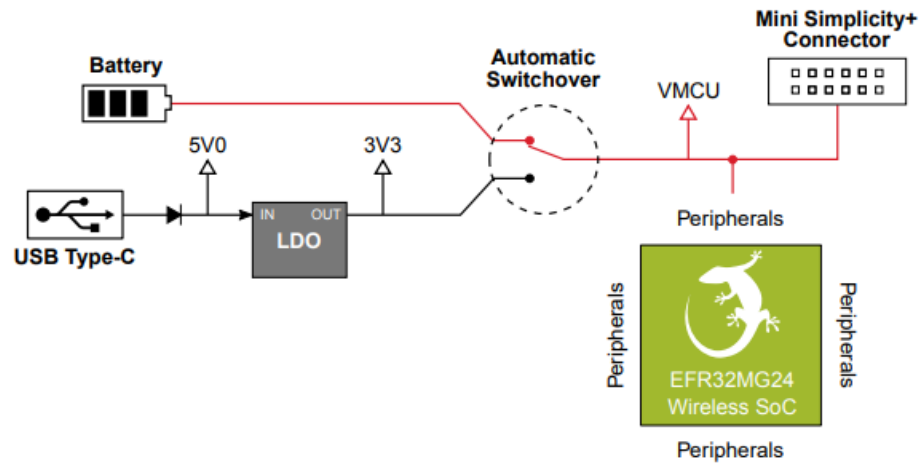 Mini Simplicity+
Connector
Automatic
Switchover
Battery
VMCU
5V0
3V3
IN
OUT
LDO
USB Type-C
Peripherals
Peripherals
Peripherals
EFR32MG24
Wireless SoC
Peripherals